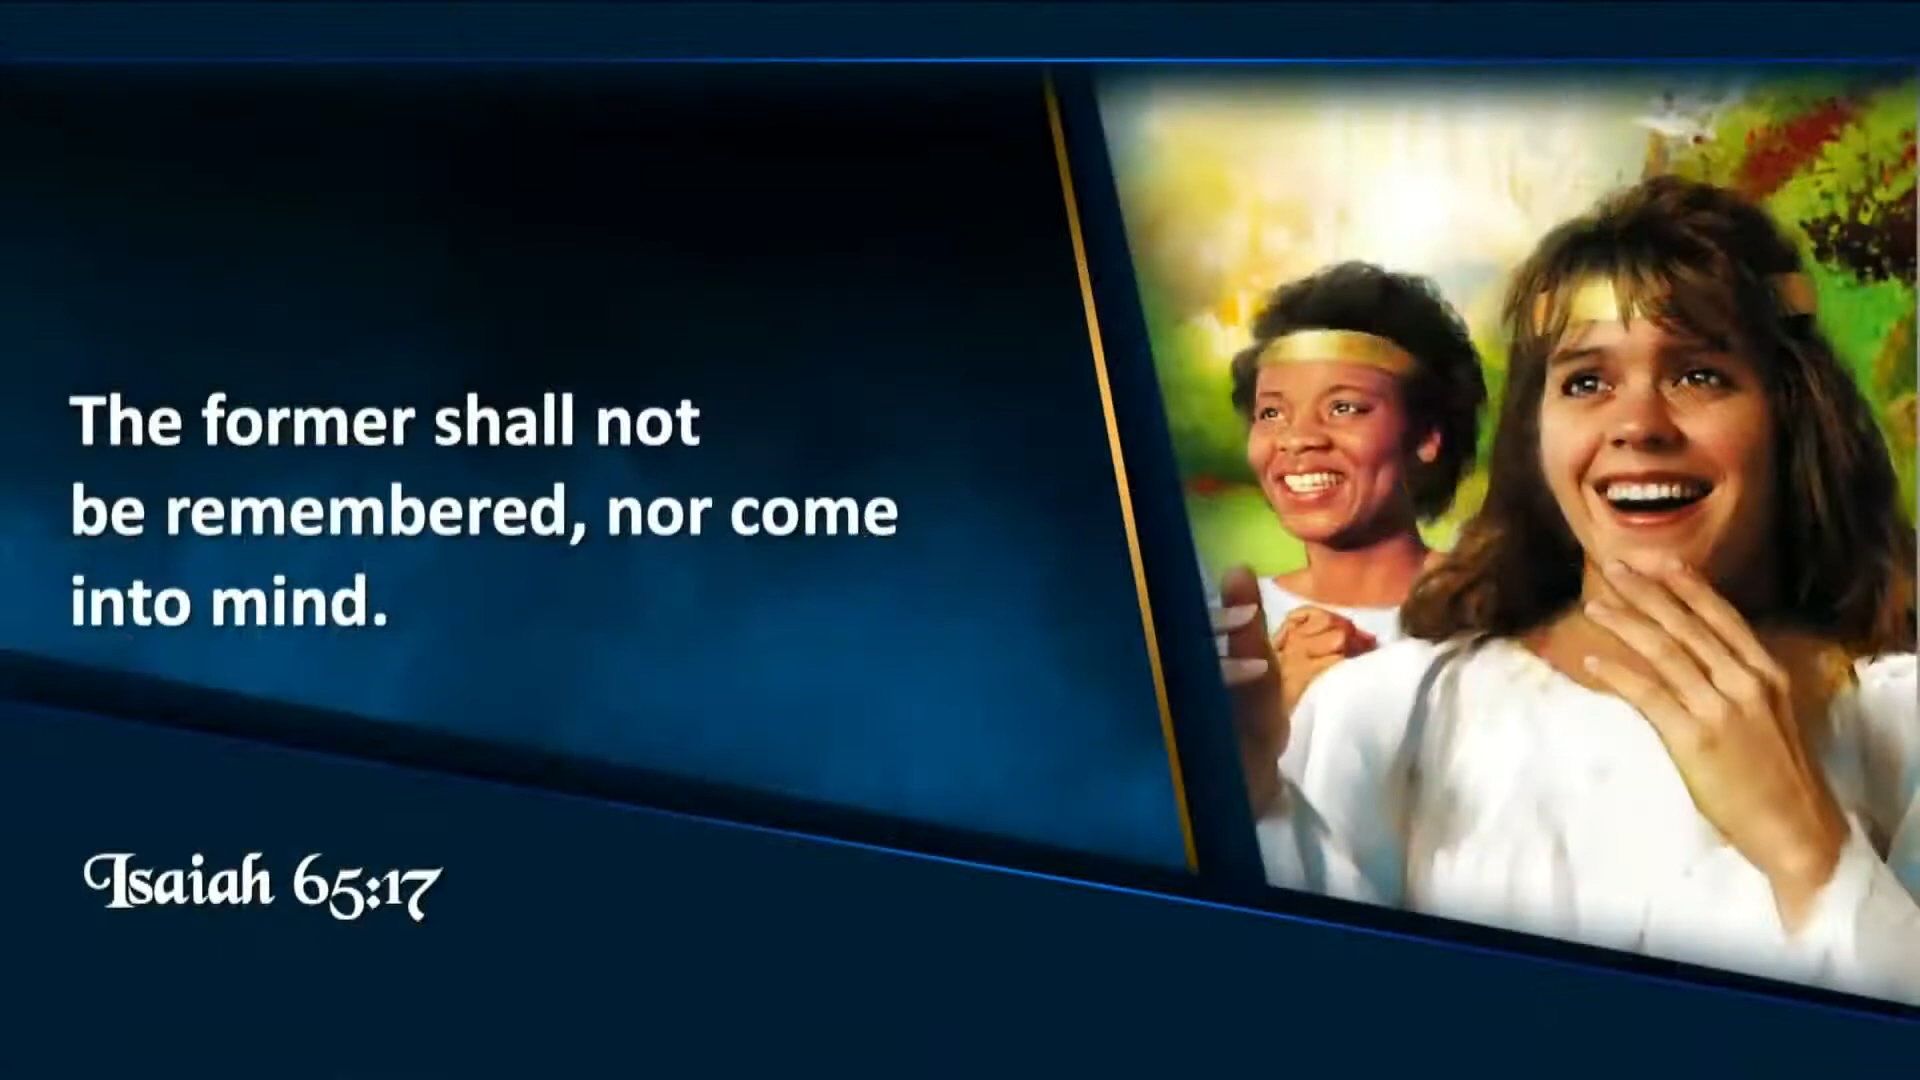 The former shall not
be remembered, nor come
into mind.
Isaiah 65:17